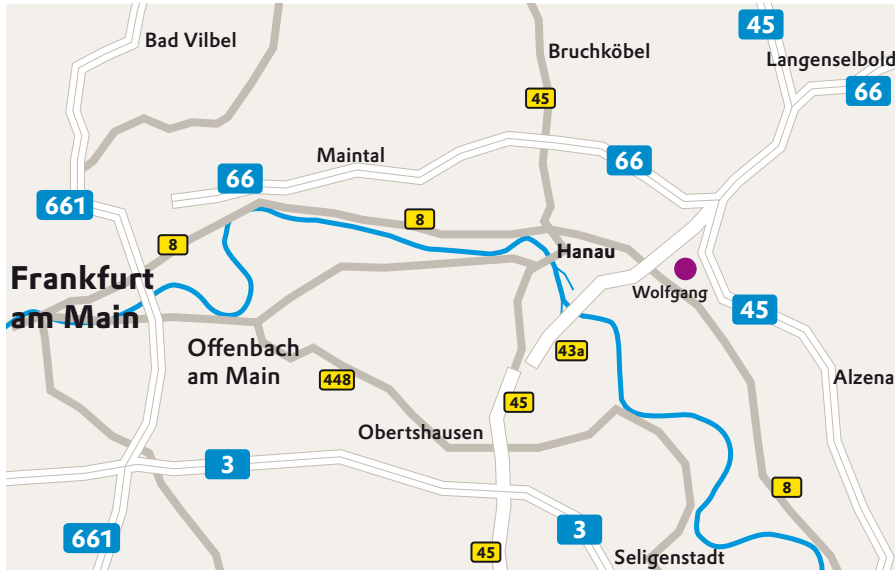 45
Bad Vilbel
Bruchköbel
Langenselbold
66
45
Maintal
66
66
661
8
8
Hanau
Frankfurt
am Main
Wolfgang
45
Offenbach
am Main
43a
448
Alzena
45
Obertshausen
3
8
661
3
45
Seligenstadt